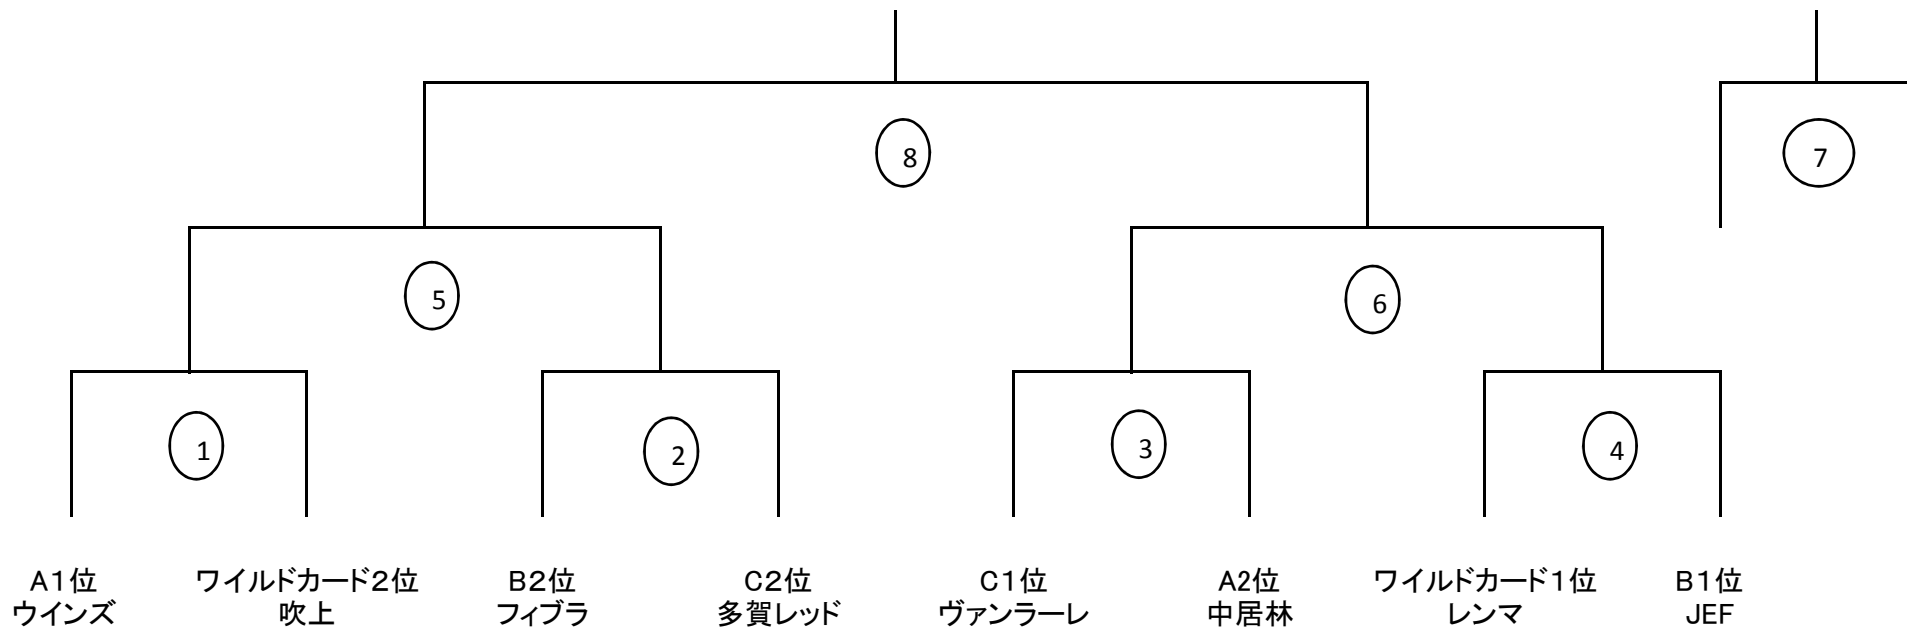 8
7
5
6
1
2
3
4
A1位
ワイルドカード2位
B2位
C2位
C1位
A2位
ワイルドカード1位
B1位
ウインズ
吹上
フィブラ
多賀レッド
ヴァンラーレ
中居林
レンマ
JEF